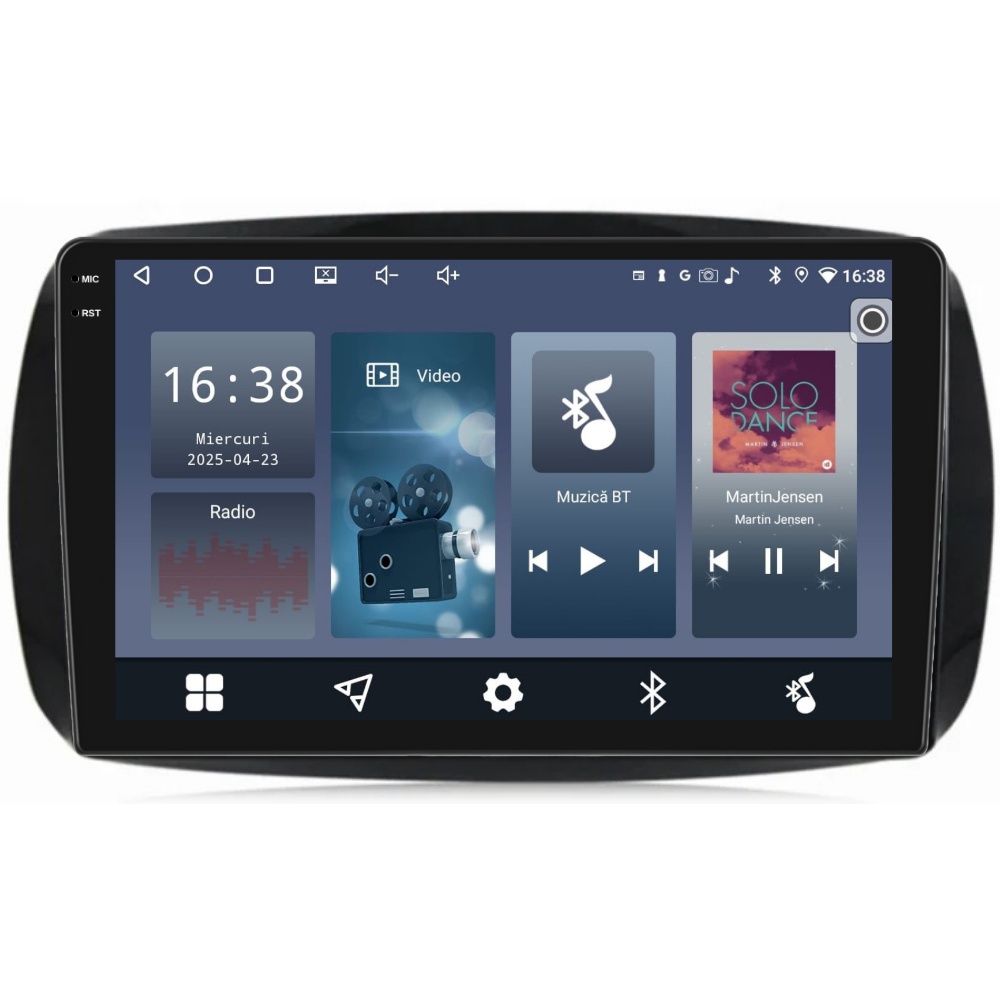 MIC
RST
16:38
16:38
Miercuri
2025-04-23
Radio
Video
Muzică BT
SOLO
DANCE
MARTIN JENSEN
MartinJensen
Martin Jensen